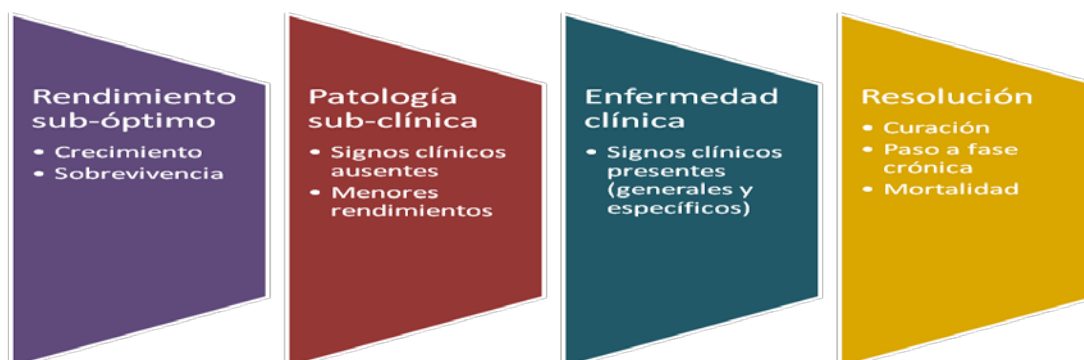 Rendimiento
sub-óptimo
• Crecimiento
• Sobrevivencia
Patología
sub-clínica
• Signos clínicos
ausentes
• Menores
rendimientos
Enfermedad
clínica
• Signos clínicos
presentes
(generales y
específicos)
Resolución
• Curación
• Paso a fase
crónica
• Mortalidad